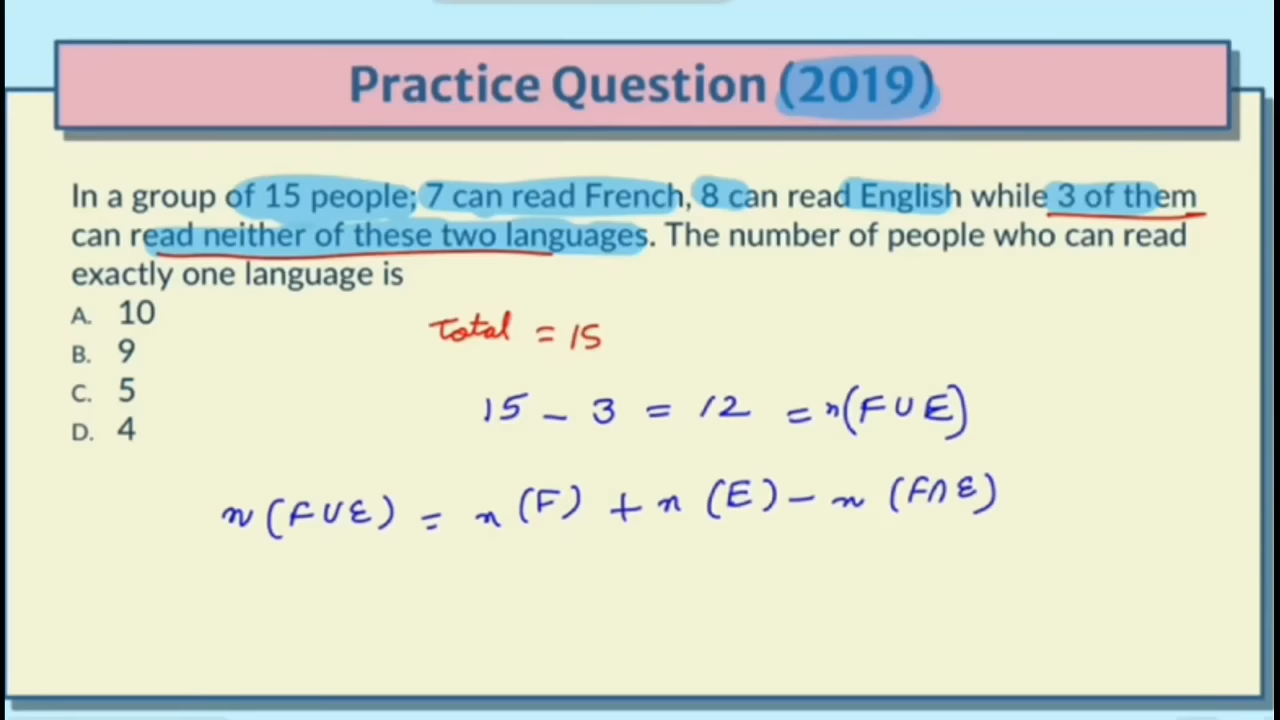 Practice Question (2019)
In a group of 15 people; 7 can read French, 8 can read English while 3 of them
can read neither of these two languages. The number of people who can read
exactly one language is
A. 10
B. 9
C. 5
D. 4
Total = 15
15 - 3 = 12 = n(F∪E)
n(F∪E) = n(F) + n(E) - n(F∩E)